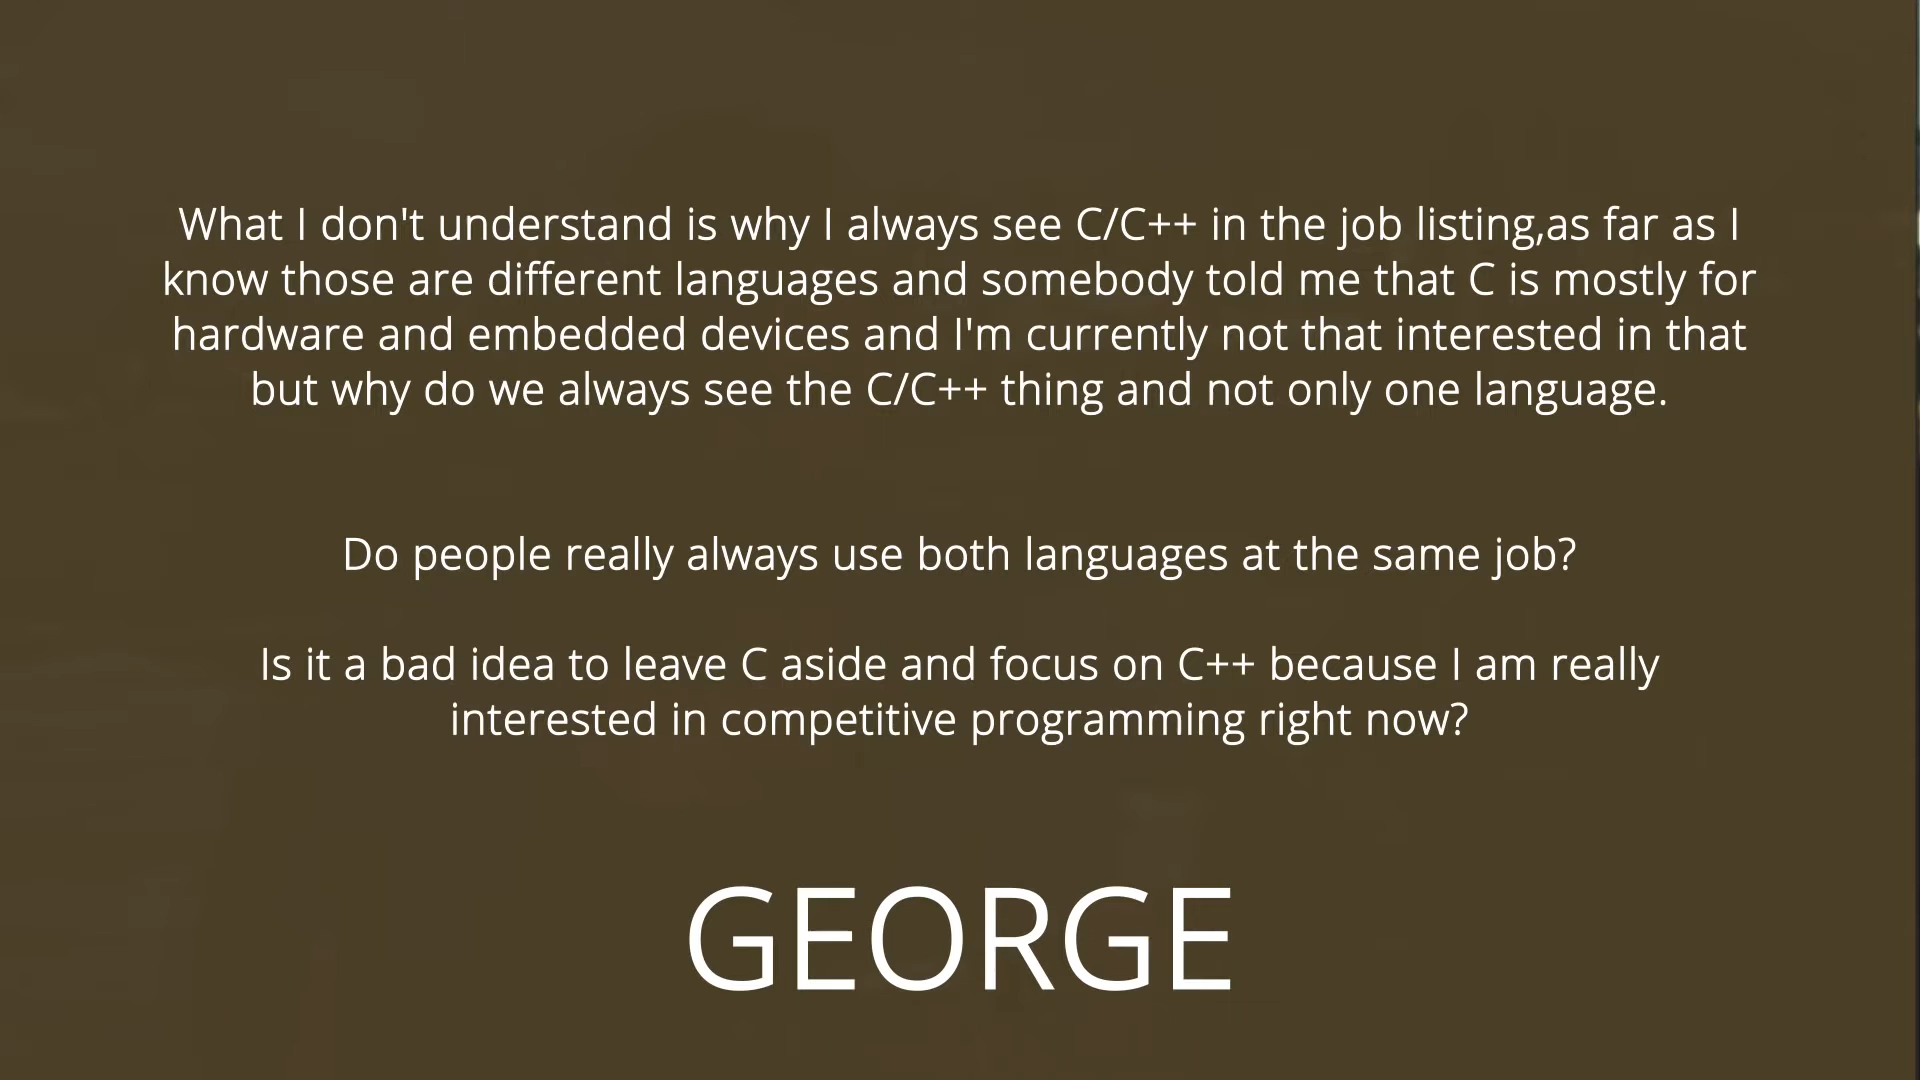 What I don't understand is why I always see C/C++ in the job listing,as far as I
know those are different languages and somebody told me that C is mostly for
hardware and embedded devices and I'm currently not that interested in that
but why do we always see the C/C++ thing and not only one language.
Do people really always use both languages at the same job?
Is it a bad idea to leave C aside and focus on C++ because I am really
interested in competitive programming right now?
GEORGE